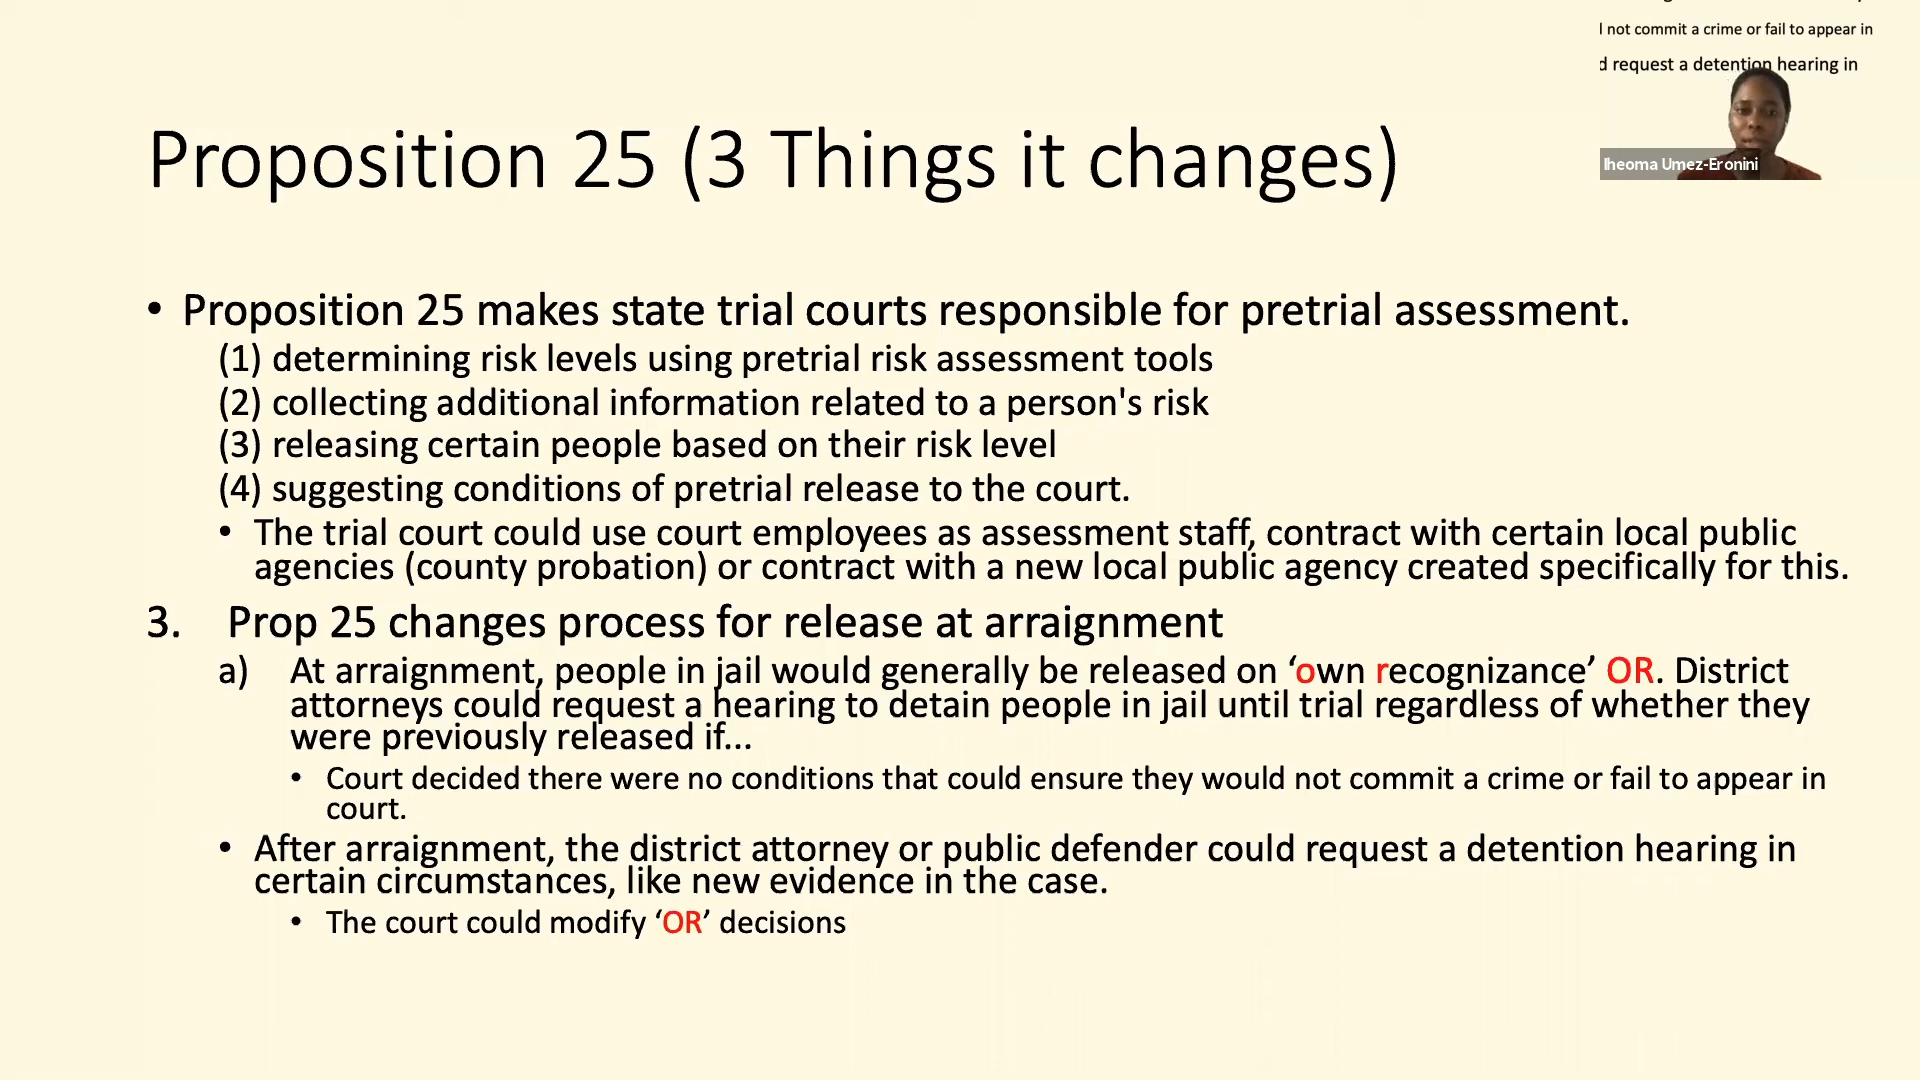 l not commit a crime or fail to appear in
d request a detention hearing in
Iheoma Umez-Eronini
Proposition 25 (3 Things it changes)
• Proposition 25 makes state trial courts responsible for pretrial assessment.
(1) determining risk levels using pretrial risk assessment tools
(2) collecting additional information related to a person's risk
(3) releasing certain people based on their risk level
(4) suggesting conditions of pretrial release to the court.
• The trial court could use court employees as assessment staff, contract with certain local public
agencies (county probation) or contract with a new local public agency created specifically for this.
3. Prop 25 changes process for release at arraignment
a) At arraignment, people in jail would generally be released on ‘own recognizance’ OR. District
attorneys could request a hearing to detain people in jail until trial regardless of whether they
were previously released if...
• Court decided there were no conditions that could ensure they would not commit a crime or fail to appear in
court.
• After arraignment, the district attorney or public defender could request a detention hearing in
certain circumstances, like new evidence in the case.
• The court could modify ‘OR’ decisions